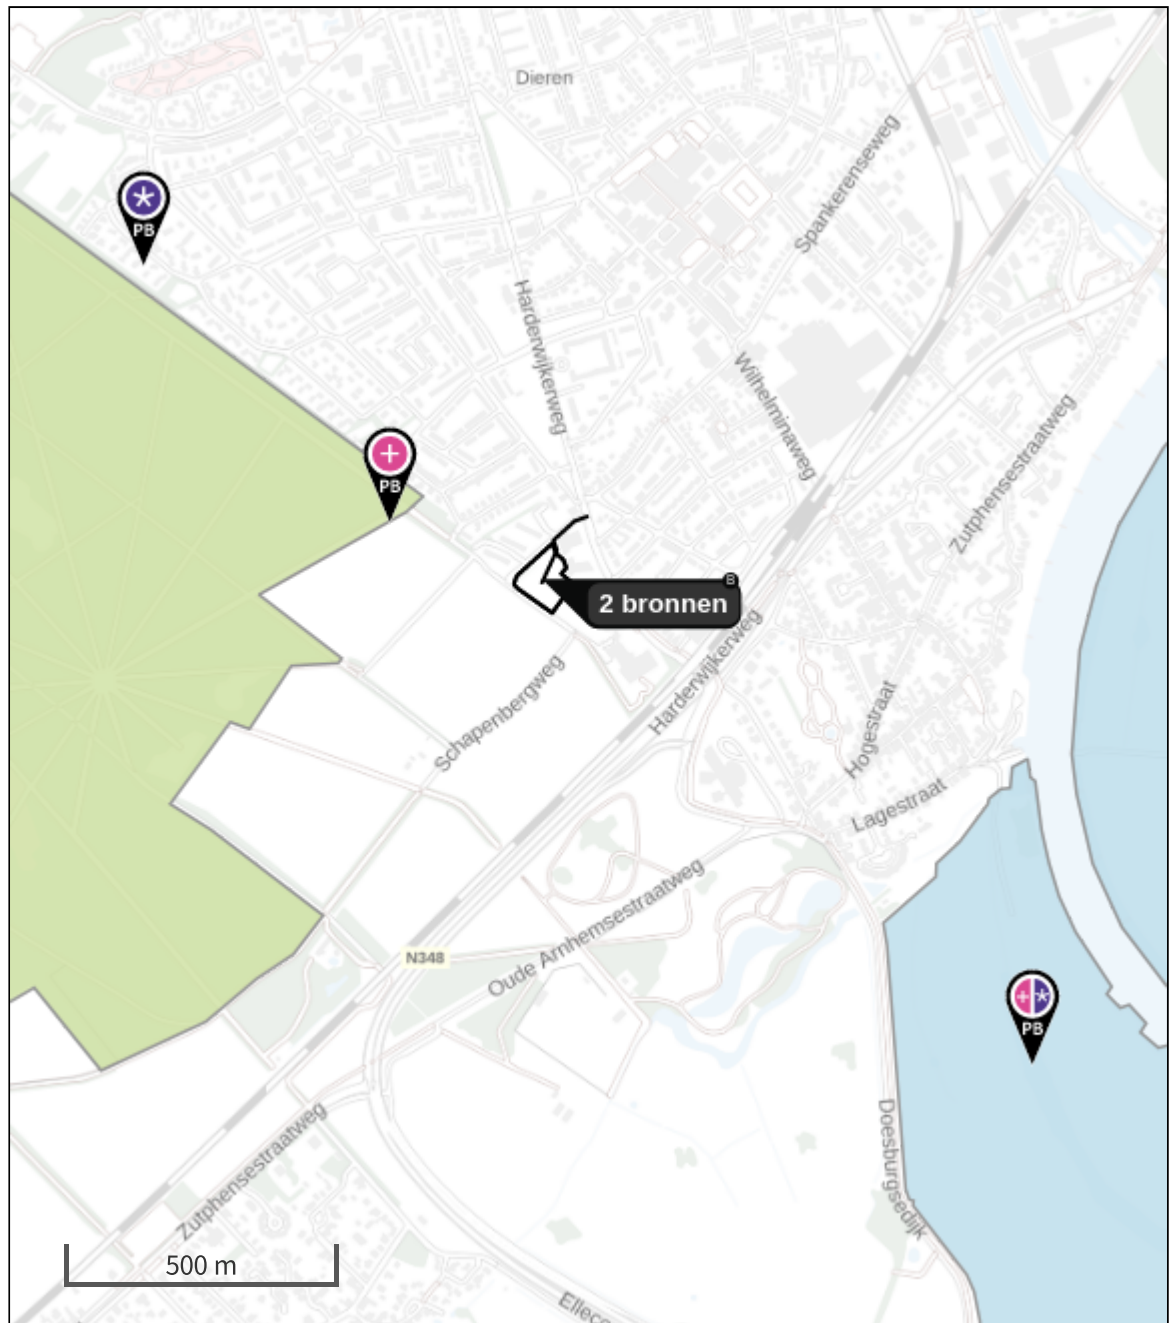 Dieren
Spankerenseweg
*
PB
Harderwijkerweg
Wilhelminaweg
Zutphensestraatweg
+
PB
B
2 bronnen
Harderwijkerweg
Schapenbergweg
Hogestraat
Lagestraat
Oude Arnhemsestraatweg
N348
+ *
PB
Doesburgsedijk
Zutphensestraatweg
500 m
Elleco